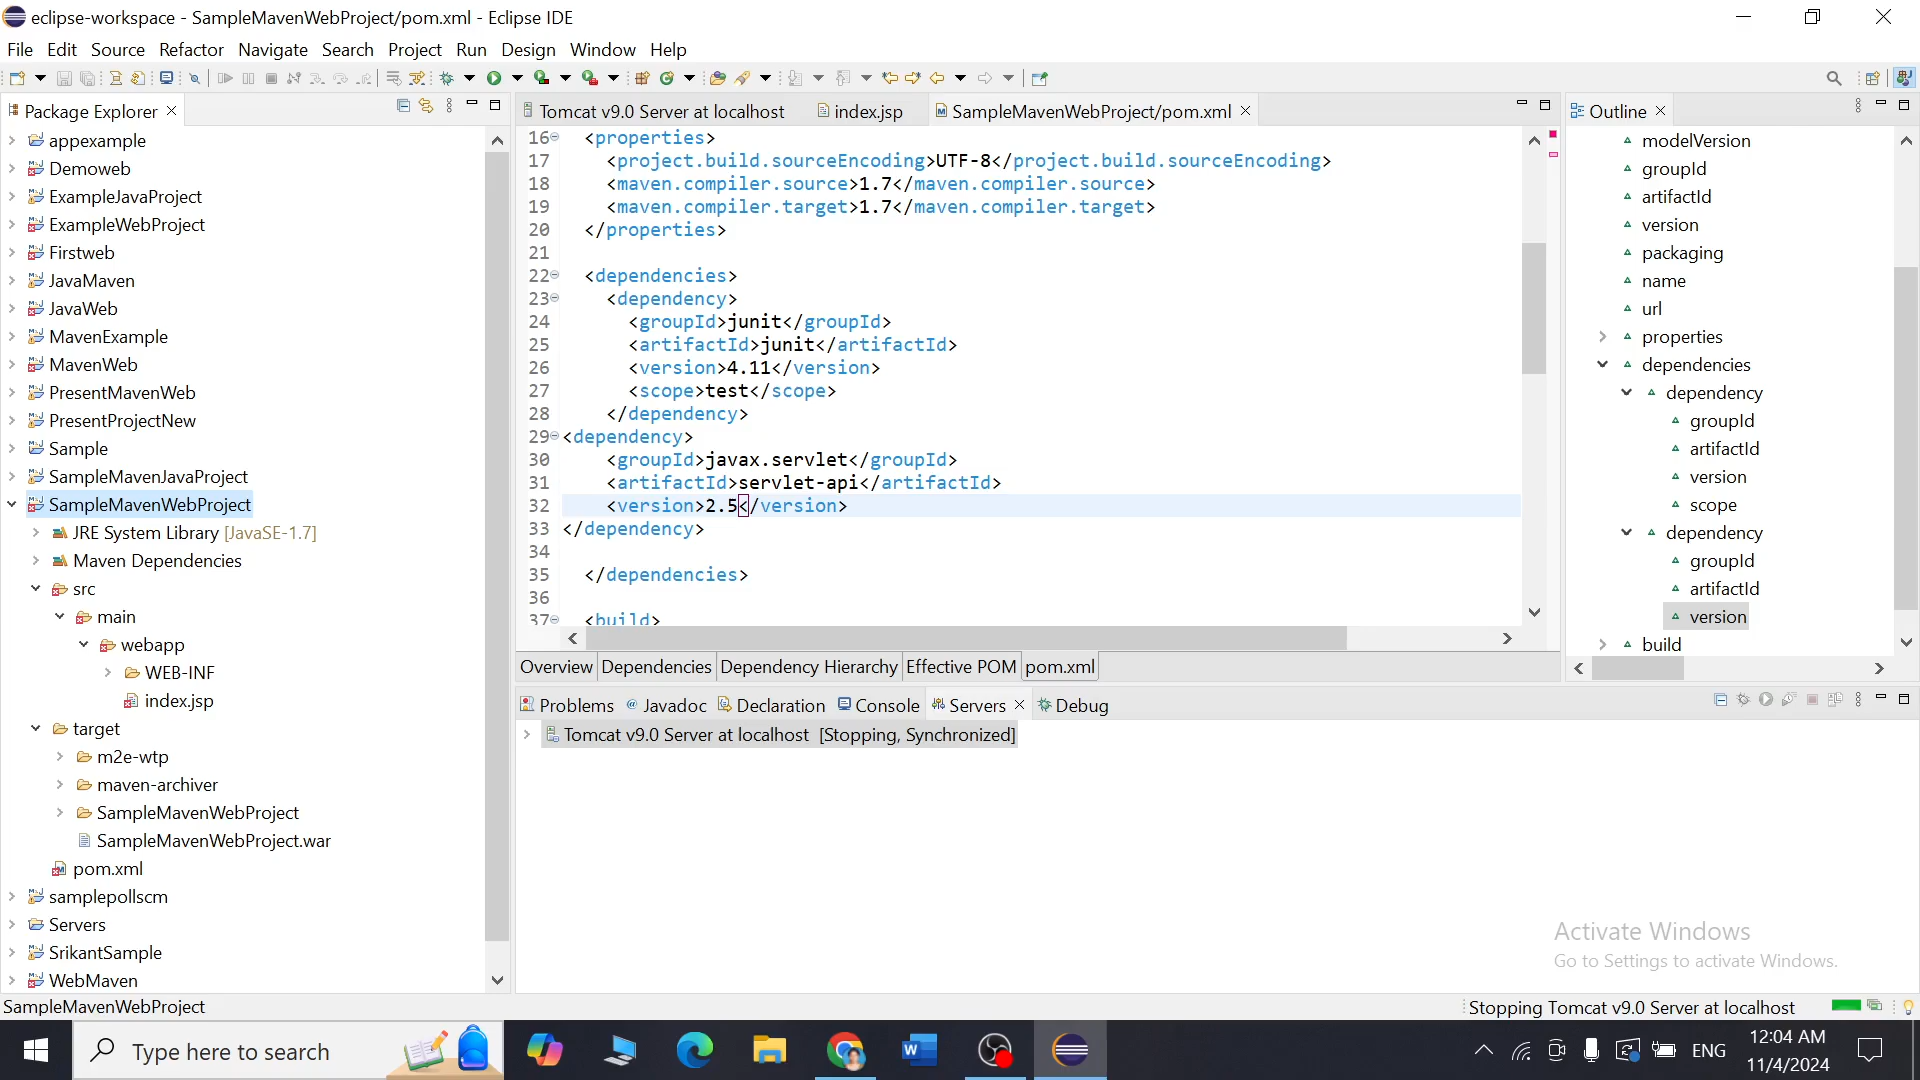 eclipse-workspace - SampleMavenWebProject/pom.xml - Eclipse IDE
File Edit Source Refactor Navigate Search Project Run Design Window Help
Package Explorer
appexample
Demoweb
ExampleJavaProject
ExampleWebProject
Firstweb
JavaMaven
JavaWeb
MavenExample
MavenWeb
PresentMavenWeb
PresentProjectNew
Sample
SampleMavenJavaProject
SampleMavenWebProject
JRE System Library [JavaSE-1.7]
Maven Dependencies
src
main
webapp
WEB-INF
index.jsp
target
m2e-wtp
maven-archiver
SampleMavenWebProject
SampleMavenWebProject.war
pom.xml
samplepollscm
Servers
SrikantSample
WebMaven
Tomcat v9.0 Server at localhost
index.jsp
SampleMavenWebProject/pom.xml
16 <properties>
17 <project.build.sourceEncoding>UTF-8</project.build.sourceEncoding>
18 <maven.compiler.source>1.7</maven.compiler.source>
19 <maven.compiler.target>1.7</maven.compiler.target>
20 </properties>
21
22 <dependencies>
23 <dependency>
24 <groupId>junit</groupId>
25 <artifactId>junit</artifactId>
26 <version>4.11</version>
27 <scope>test</scope>
28 </dependency>
29 <dependency>
30 <groupId>javax.servlet</groupId>
31 <artifactId>servlet-api</artifactId>
32 <version>2.5</version>
33 </dependency>
34
35 </dependencies>
36
37 <build>
Overview Dependencies Dependency Hierarchy Effective POM pom.xml
Outline
modelVersion
groupId
artifactId
version
packaging
name
url
properties
dependencies
dependency
groupId
artifactId
version
scope
dependency
groupId
artifactId
version
build
Problems Javadoc Declaration Console Servers Debug
Tomcat v9.0 Server at localhost [Stopping, Synchronized]
Activate Windows
Go to Settings to activate Windows.
SampleMavenWebProject
Stopping Tomcat v9.0 Server at localhost
Type here to search
ENG
12:04 AM
11/4/2024